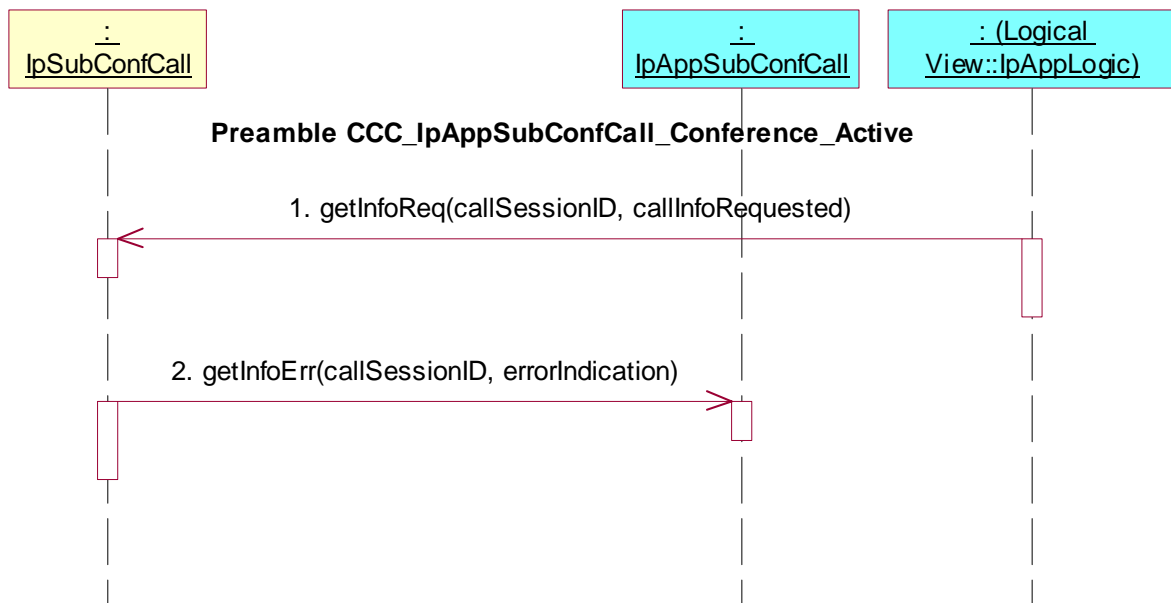 :
IpSubConfCall
:
IpAppSubConfCall
: (Logical
View::IpAppLogic)
Preamble CCC_IpAppSubConfCall_Conference_Active
1. getInfoReq(callSessionID, callInfoRequested)
2. getInfoErr(callSessionID, errorIndication)